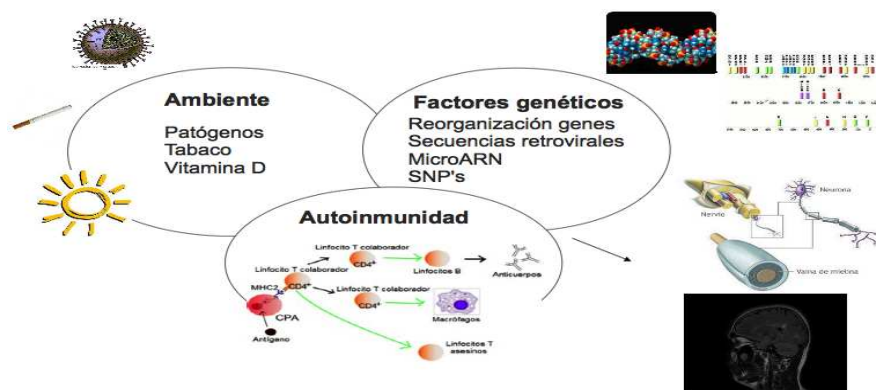 Ambiente
Patógenos
Tabaco
Vitamina D
Factores genéticos
Reorganización genes
Secuencias retrovirales
MicroARN
SNP's
Autoinmunidad
Linfocito T colaborador
CD4+
Linfocitos B
Anticuerpos
Linfocito T colaborador
MHC2
CD4+
CPA
Antígeno
Linfocito T colaborador
CD4+
Macrófagos
Linfocitos T
asesinos
Neurona
Nervio
Vaina de mielina